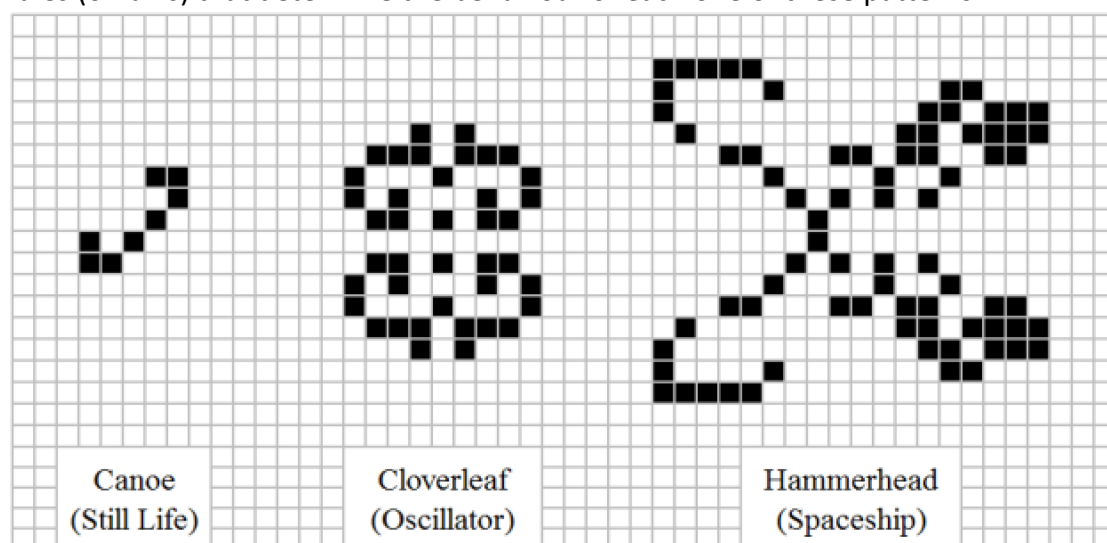 Canoe
(Still Life)
Cloverleaf
(Oscillator)
Hammerhead
(Spaceship)